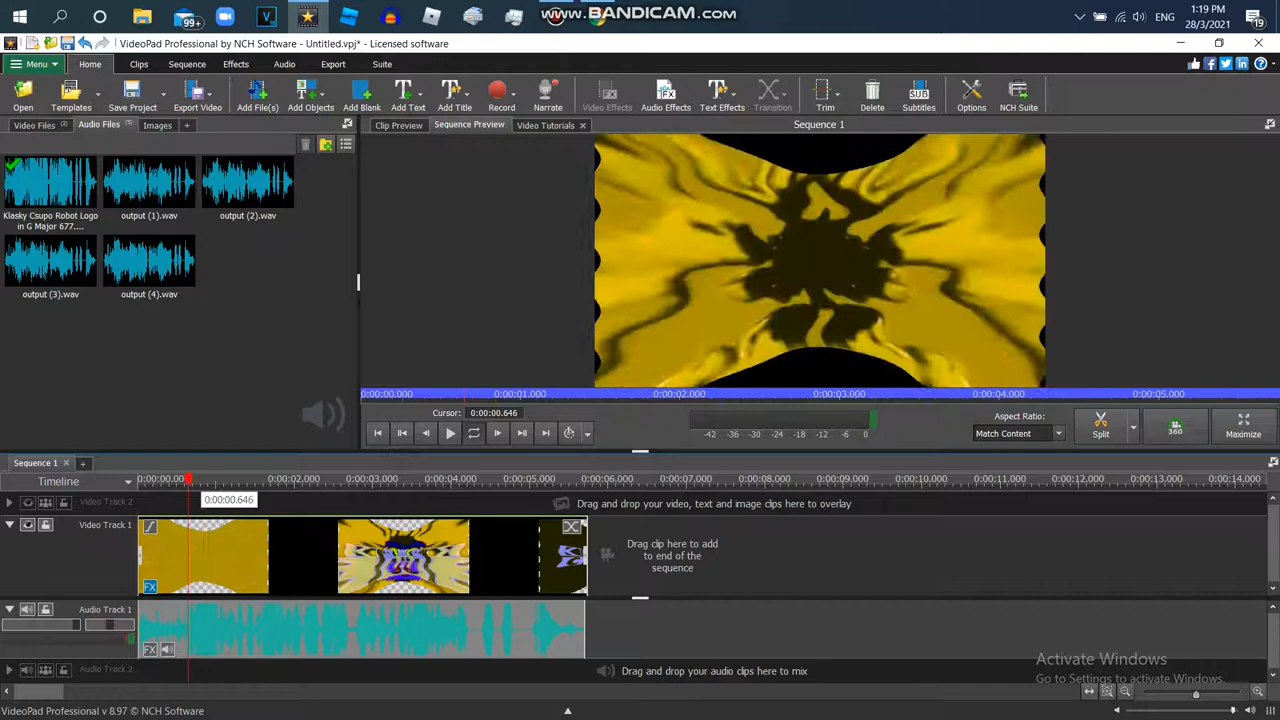 99+
www.BANDICAM.com
ENG
1:19 PM
28/3/2021
19
VideoPad Professional by NCH Software - Untitled.vpj* - Licensed software
Menu
Home
Clips
Sequence
Effects
Audio
Export
Suite
Open
Templates
Save Project
Export Video
Add File(s)
Add Objects
Add Blank
Add Text
Add Title
Record
Narrate
Video Effects
Audio Effects
Text Effects
Transition
Trim
Delete
Subtitles
Options
NCH Suite
Video Files (2)
Audio Files (5)
Images
Clip Preview
Sequence Preview
Video Tutorials
Sequence 1
Klasky Csupo Robot Logo
in G Major 677....
output (1).wav
output (2).wav
output (3).wav
output (4).wav
0:00:00.000
0:00:01.000
0:00:02.000
0:00:03.000
0:00:04.000
0:00:05.000
Cursor:
0:00:00.646
-42 -36 -30 -24 -18 -12 -6 0
Aspect Ratio:
Match Content
Split
360
Maximize
Sequence 1
Timeline
0:00:00.000
0:00:02.000
0:00:03.000
0:00:04.000
0:00:05.000
0:00:06.000
0:00:07.000
0:00:08.000
0:00:09.000
0:00:10.000
0:00:11.000
0:00:12.000
0:00:13.000
0:00:14.000
0:00:00.646
Video Track 2
Drag and drop your video, text and image clips here to overlay
Video Track 1
FX
Drag clip here to add
to end of the
sequence
Audio Track 1
FX
Audio Track 2
Drag and drop your audio clips here to mix
Activate Windows
Go to Settings to activate Windows.
VideoPad Professional v 8.97 © NCH Software